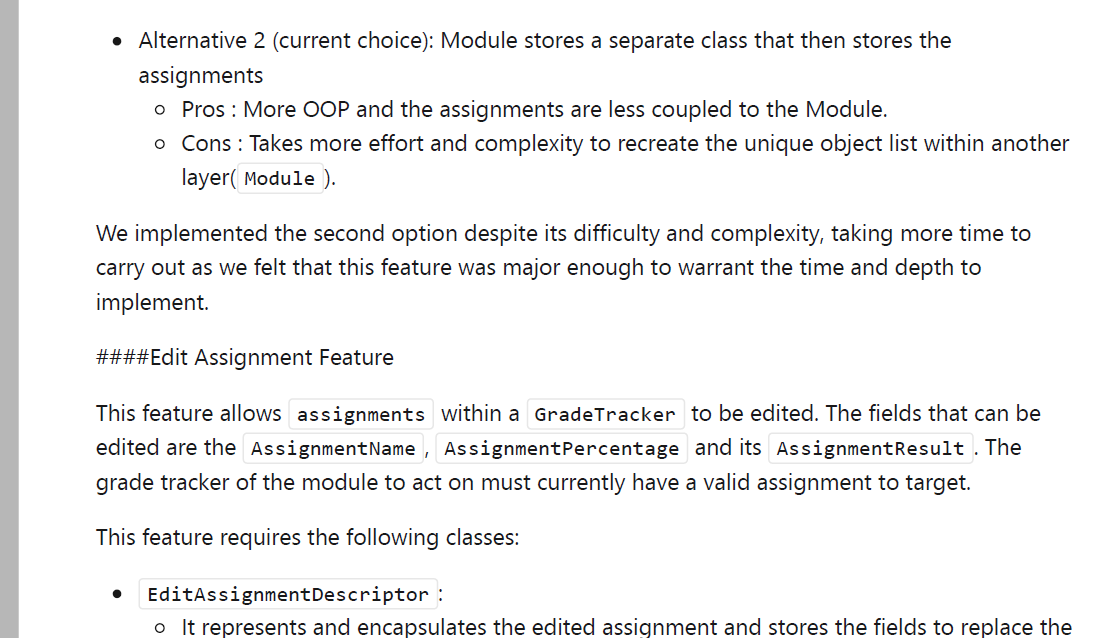 Alternative 2 (current choice): Module stores a separate class that then stores the
assignments
Pros : More OOP and the assignments are less coupled to the Module.
Cons : Takes more effort and complexity to recreate the unique object list within another
layer( Module ).
We implemented the second option despite its difficulty and complexity, taking more time to
carry out as we felt that this feature was major enough to warrant the time and depth to
implement.
####Edit Assignment Feature
This feature allows assignments within a GradeTracker to be edited. The fields that can be
edited are the AssignmentName , AssignmentPercentage and its AssignmentResult . The
grade tracker of the module to act on must currently have a valid assignment to target.
This feature requires the following classes:
EditAssignmentDescriptor :
It represents and encapsulates the edited assignment and stores the fields to replace the